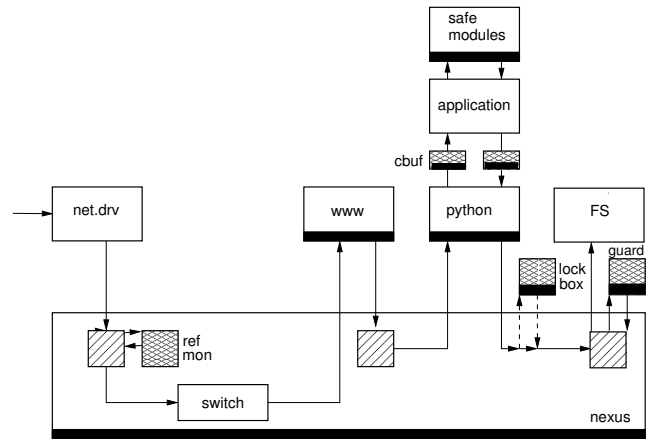 safe
modules
application
cbuf
net.drv
www
python
FS
lock
box
guard
ref
mon
switch
nexus